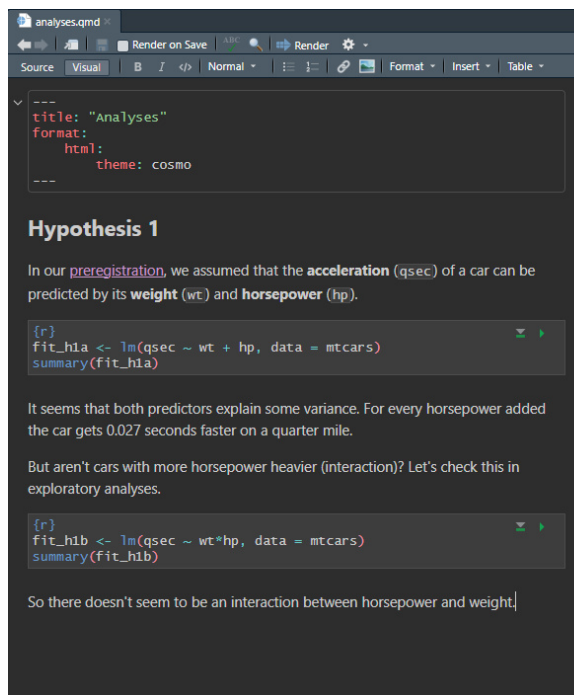 analyses.qmd
Render on Save ABC Render
Source Visual B I </> Normal Format Insert Table
---
title: "Analyses"
format:
    html:
        theme: cosmo
---
Hypothesis 1
In our preregistration, we assumed that the acceleration (qsec) of a car can be
predicted by its weight (wt) and horsepower (hp).
{r}
fit_h1a <- lm(qsec ~ wt + hp, data = mtcars)
summary(fit_h1a)
It seems that both predictors explain some variance. For every horsepower added
the car gets 0.027 seconds faster on a quarter mile.
But aren't cars with more horsepower heavier (interaction)? Let's check this in
exploratory analyses.
{r}
fit_h1b <- lm(qsec ~ wt*hp, data = mtcars)
summary(fit_h1b)
So there doesn't seem to be an interaction between horsepower and weight.